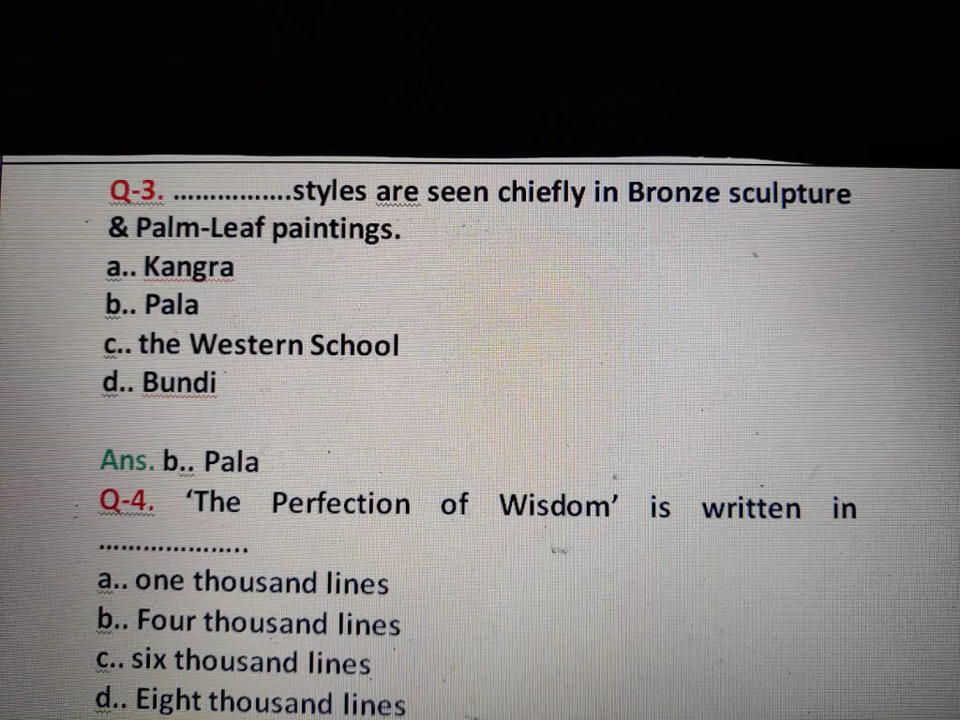 Q-3. ................styles are seen chiefly in Bronze sculpture
& Palm-Leaf paintings.
a.. Kangra
b.. Pala
c.. the Western School
d.. Bundi
Ans. b.. Pala
Q-4. ‘The Perfection of Wisdom’ is written in
.....................
a.. one thousand lines
b.. Four thousand lines
c.. six thousand lines
d.. Eight thousand lines